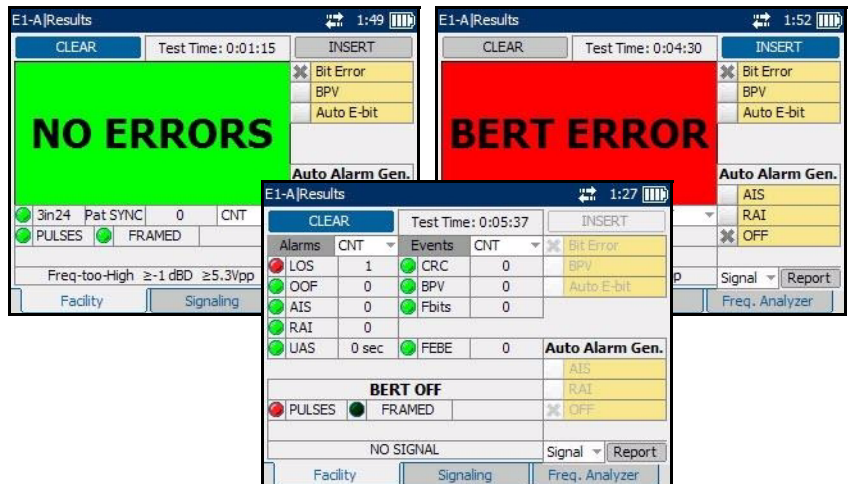 E1-A|Results 1:49
CLEAR Test Time: 0:01:15 INSERT
NO ERRORS
Bit Error
BPV
Auto E-bit
Auto Alarm Gen.
3in24 Pat SYNC 0 CNT
PULSES FRAMED
Freq-too-High ≥-1 dBD ≥5.3Vpp
Facility Signaling
E1-A|Results 1:52
CLEAR Test Time: 0:04:30 INSERT
BERT ERROR
Bit Error
BPV
Auto E-bit
Auto Alarm Gen.
AIS
RAI
OFF
Signal Report
Freq. Analyzer
E1-A|Results 1:27
CLEAR Test Time: 0:05:37 INSERT
Alarms CNT Events CNT Bit Error
LOS 1 CRC 0 BPV
OOF 0 BPV 0 Auto E-bit
AIS 0 Fbits 0
RAI 0
UAS 0 sec FEBE 0 Auto Alarm Gen.
AIS
BERT OFF RAI
PULSES FRAMED OFF
NO SIGNAL Signal Report
Facility Signaling Freq. Analyzer